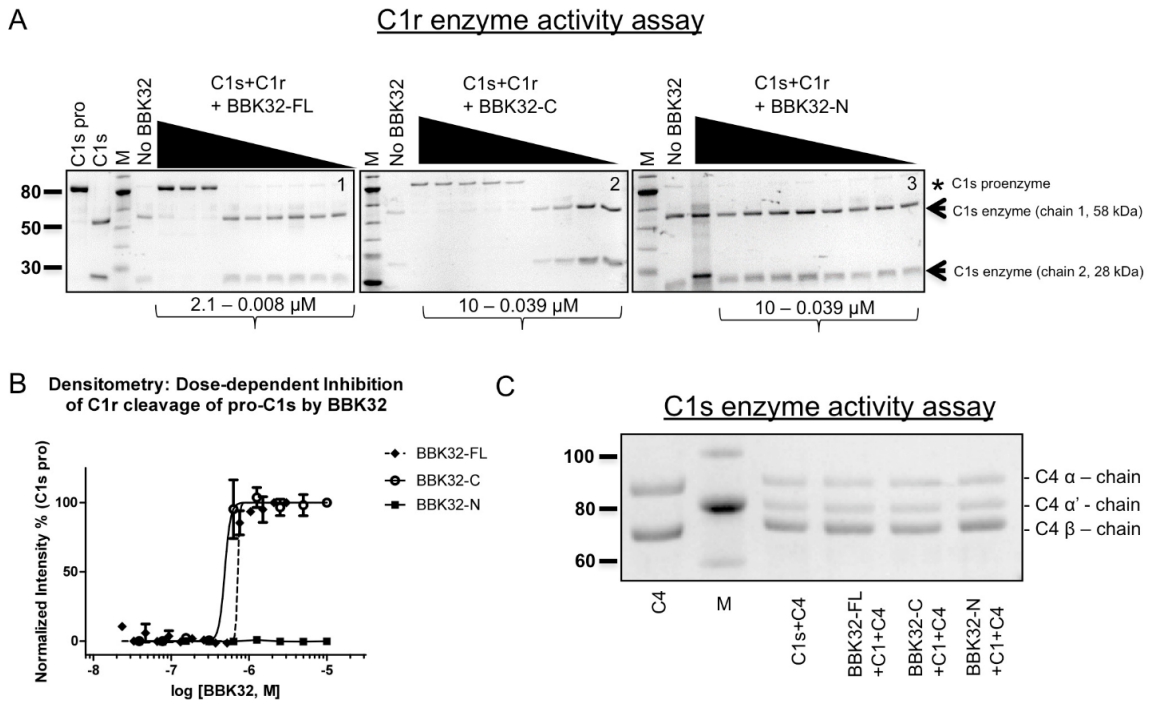 A
C1r enzyme activity assay
C1s pro
C1s
M
No BBK32
C1s+C1r
+ BBK32-FL
M
No BBK32
C1s+C1r
+ BBK32-C
M
No BBK32
C1s+C1r
+ BBK32-N
80
50
30
1
2
3
* C1s proenzyme
C1s enzyme (chain 1, 58 kDa)
C1s enzyme (chain 2, 28 kDa)
2.1 – 0.008 µM
10 – 0.039 µM
10 – 0.039 µM
B
Densitometry: Dose-dependent Inhibition
of C1r cleavage of pro-C1s by BBK32
Normalized Intensity % (C1s pro)
100
50
0
-8
-7
-6
-5
log [BBK32, M]
BBK32-FL
BBK32-C
BBK32-N
C
C1s enzyme activity assay
100
80
60
- C4 α – chain
- C4 α' - chain
- C4 β – chain
C4
M
C1s+C4
BBK32-FL
+C1+C4
BBK32-C
+C1+C4
BBK32-N
+C1+C4